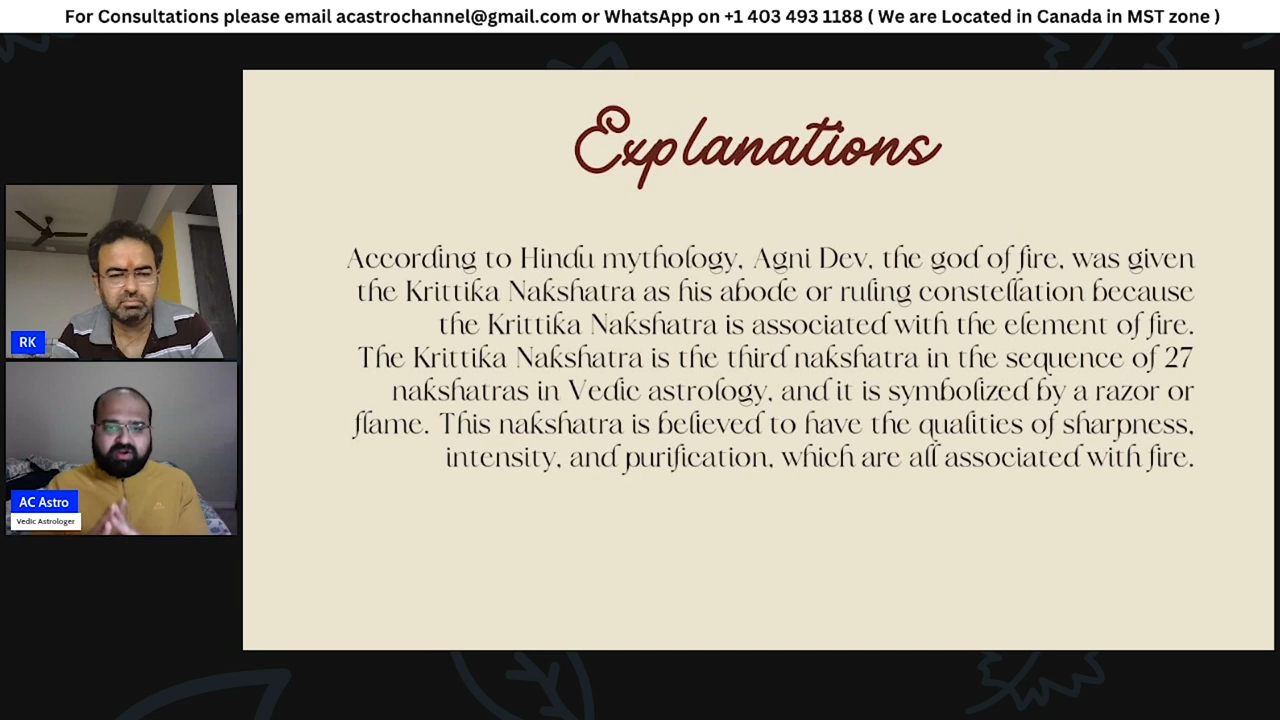 For Consultations please email acastrochannel@gmail.com or WhatsApp on +1 403 493 1188 ( We are Located in Canada in MST zone )
Explanations
According to Hindu mythology, Agni Dev, the god of fire, was given
the Krittika Nakshatra as his abode or ruling constellation because
the Krittika Nakshatra is associated with the element of fire.
The Krittika Nakshatra is the third nakshatra in the sequence of 27
nakshatras in Vedic astrology, and it is symbolized by a razor or
flame. This nakshatra is believed to have the qualities of sharpness,
intensity, and purification, which are all associated with fire.
RK
AC Astro
Vedic Astrologer